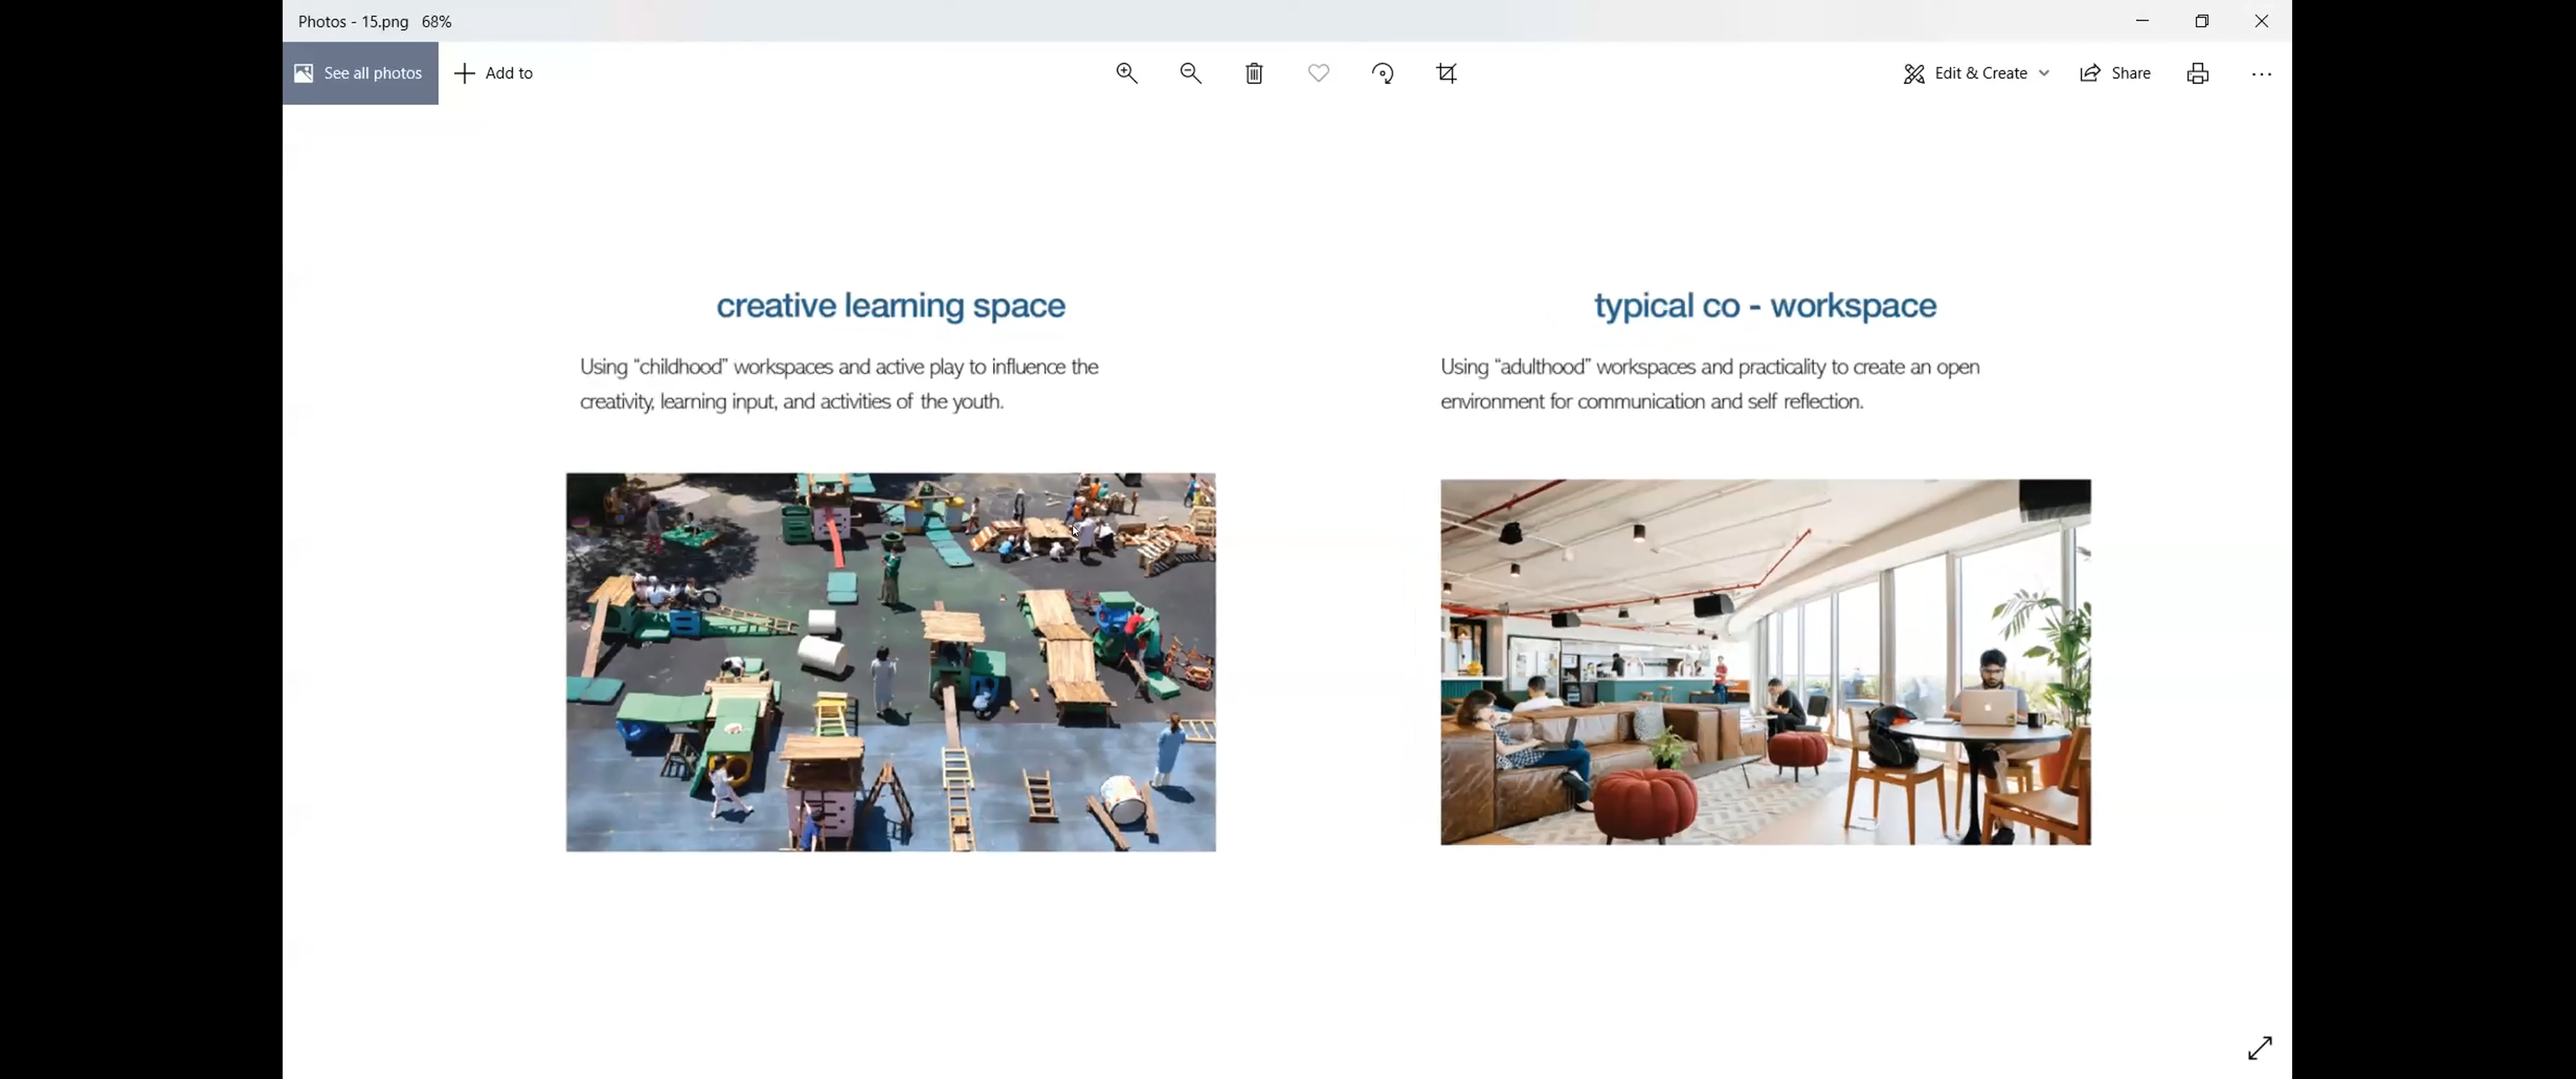 Photos - 15.png 68%
See all photos
Add to
Edit & Create
Share
creative learning space
Using “childhood” workspaces and active play to influence the
creativity, learning input, and activities of the youth.
typical co - workspace
Using “adulthood” workspaces and practicality to create an open
environment for communication and self reflection.